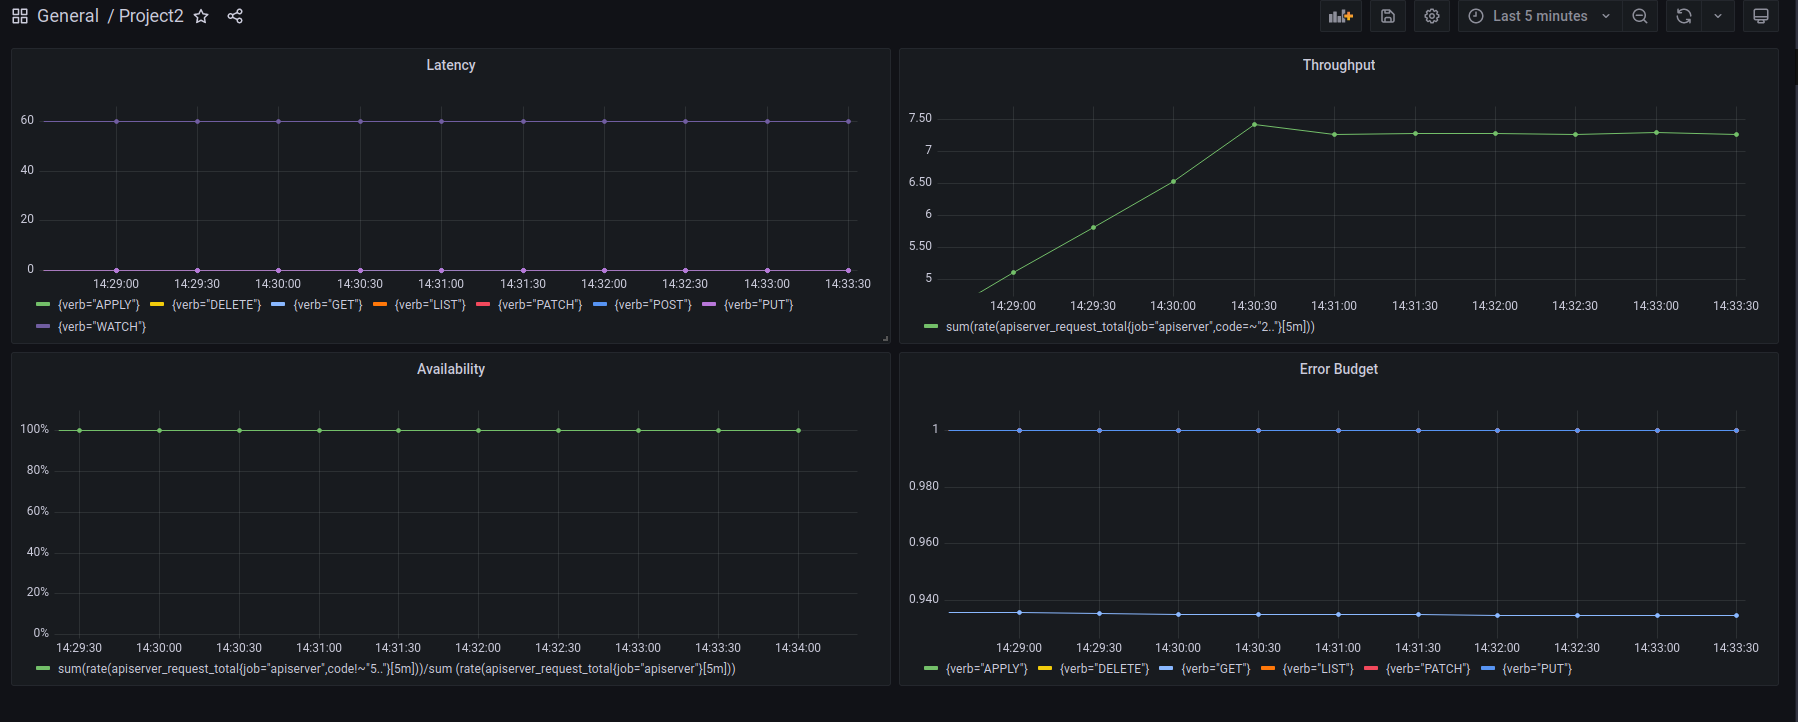 General / Project2
Last 5 minutes
Latency
60
40
20
0
14:29:00 14:29:30 14:30:00 14:30:30 14:31:00 14:31:30 14:32:00 14:32:30 14:33:00 14:33:30
{verb="APPLY"} {verb="DELETE"} {verb="GET"} {verb="LIST"} {verb="PATCH"} {verb="POST"} {verb="PUT"}
{verb="WATCH"}
Throughput
7.50
7
6.50
6
5.50
5
14:29:00 14:29:30 14:30:00 14:30:30 14:31:00 14:31:30 14:32:00 14:32:30 14:33:00 14:33:30
sum(rate(apiserver_request_total{job="apiserver",code=~"2.."}[5m]))
Availability
100%
80%
60%
40%
20%
0%
14:29:30 14:30:00 14:30:30 14:31:00 14:31:30 14:32:00 14:32:30 14:33:00 14:33:30 14:34:00
sum(rate(apiserver_request_total{job="apiserver",code!~"5.."}[5m]))/sum (rate(apiserver_request_total{job="apiserver"}[5m]))
Error Budget
1
0.980
0.960
0.940
14:29:00 14:29:30 14:30:00 14:30:30 14:31:00 14:31:30 14:32:00 14:32:30 14:33:00 14:33:30
{verb="APPLY"} {verb="DELETE"} {verb="GET"} {verb="LIST"} {verb="PATCH"} {verb="PUT"}